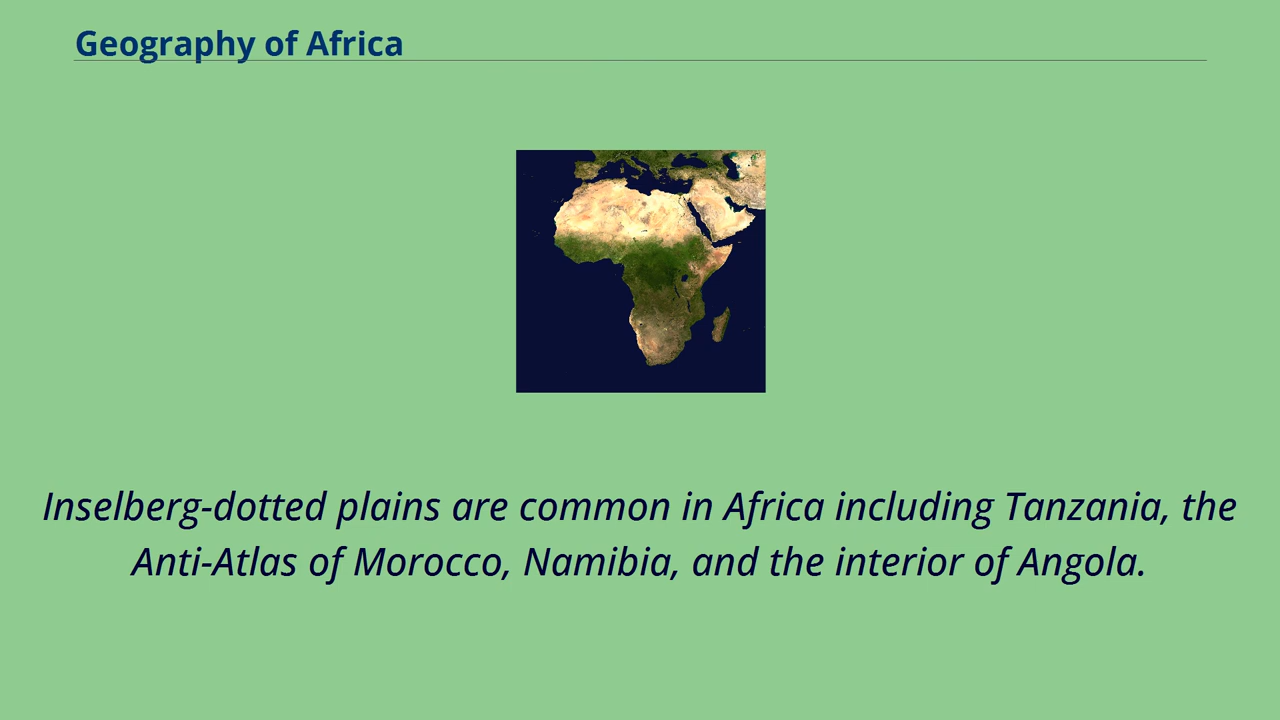 Geography of Africa
Inselberg-dotted plains are common in Africa including Tanzania, the
Anti-Atlas of Morocco, Namibia, and the interior of Angola.